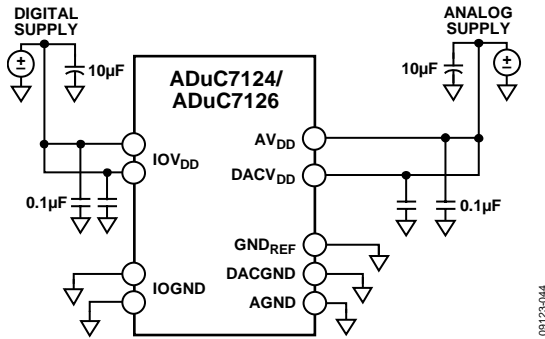 DIGITAL
SUPPLY
ANALOG
SUPPLY
+
−
10µF
ADuC7124/
ADuC7126
10µF
+
−
IOVDD
AVDD
DACVDD
0.1µF
0.1µF
GNDREF
DACGND
IOGND
AGND
09123-044